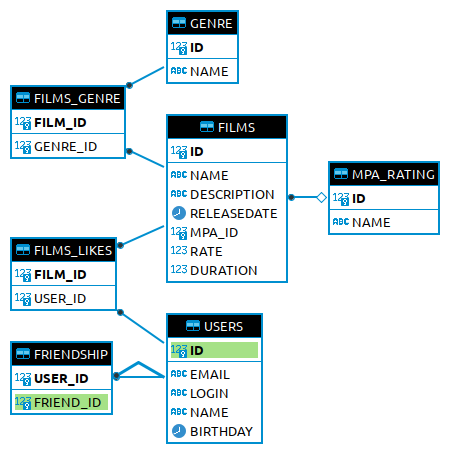 GENRE
123 ID
ABC NAME
FILMS_GENRE
123 FILM_ID
123 GENRE_ID
FILMS
123 ID
ABC NAME
ABC DESCRIPTION
RELEASEDATE
123 MPA_ID
123 RATE
123 DURATION
MPA_RATING
123 ID
ABC NAME
FILMS_LIKES
123 FILM_ID
123 USER_ID
FRIENDSHIP
123 USER_ID
123 FRIEND_ID
USERS
123 ID
ABC EMAIL
ABC LOGIN
ABC NAME
BIRTHDAY